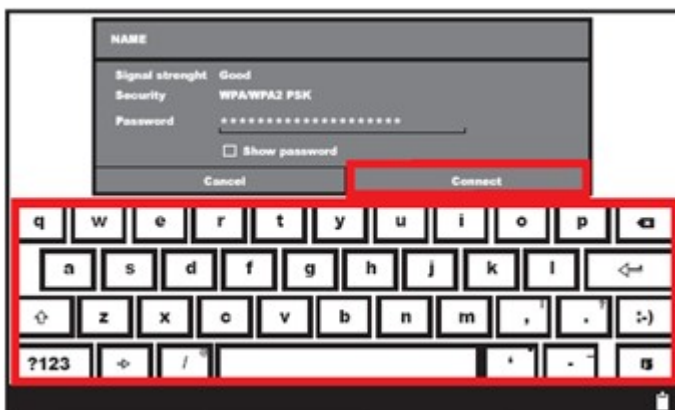 NAME
Signal strenght Good
Security WPA/WPA2 PSK
Password ********************
Show password
Cancel Connect
q w e r t y u i o p
a s d f g h j k l
z x c v b n m , .  :-)
?123 / ' -